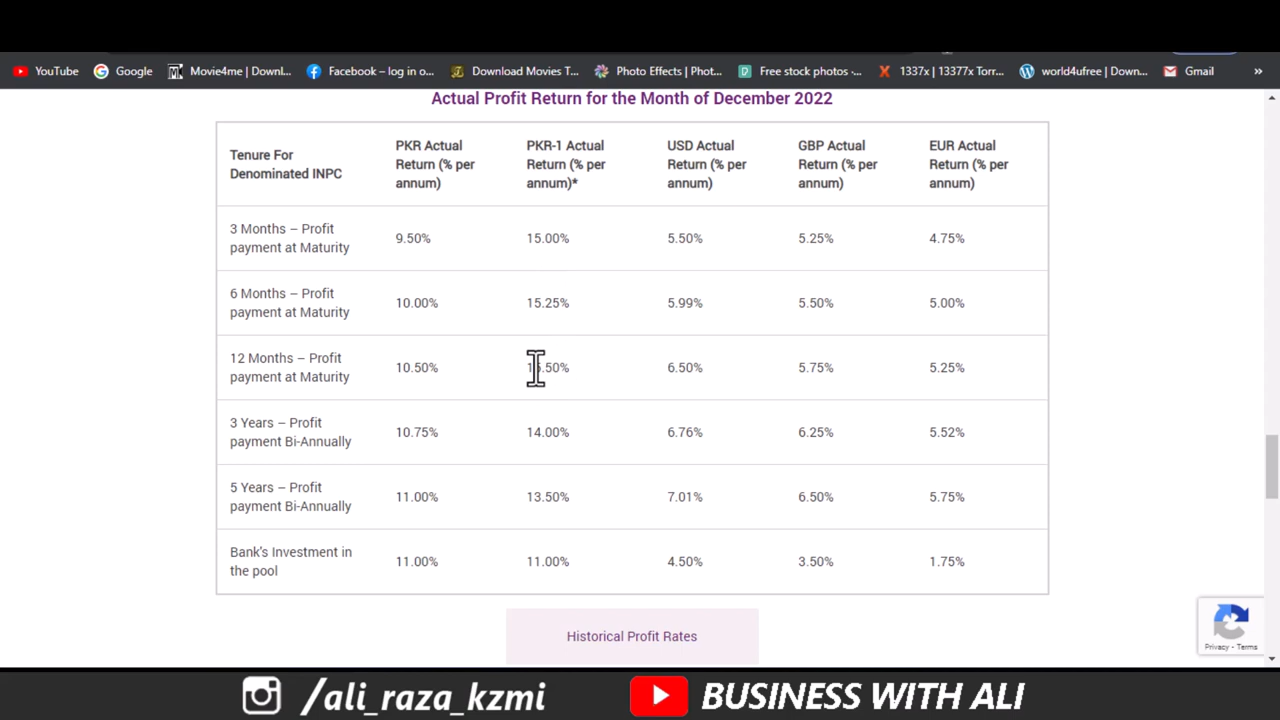 YouTube Google Movie4me | Downl... Facebook – log in o... Download Movies T... Photo Effects | Phot... Free stock photos ·... 1337x | 13377x Torr... world4ufree | Down... Gmail »
Actual Profit Return for the Month of December 2022
Tenure For
Denominated INPC
PKR Actual
Return (% per
annum)
PKR-1 Actual
Return (% per
annum)*
USD Actual
Return (% per
annum)
GBP Actual
Return (% per
annum)
EUR Actual
Return (% per
annum)
3 Months – Profit
payment at Maturity
9.50% 15.00% 5.50% 5.25% 4.75%
6 Months – Profit
payment at Maturity
10.00% 15.25% 5.99% 5.50% 5.00%
12 Months – Profit
payment at Maturity
10.50% 15.50% 6.50% 5.75% 5.25%
3 Years – Profit
payment Bi-Annually
10.75% 14.00% 6.76% 6.25% 5.52%
5 Years – Profit
payment Bi-Annually
11.00% 13.50% 7.01% 6.50% 5.75%
Bank's Investment in
the pool
11.00% 11.00% 4.50% 3.50% 1.75%
Historical Profit Rates
Privacy - Terms
/ali_raza_kzmi BUSINESS WITH ALI